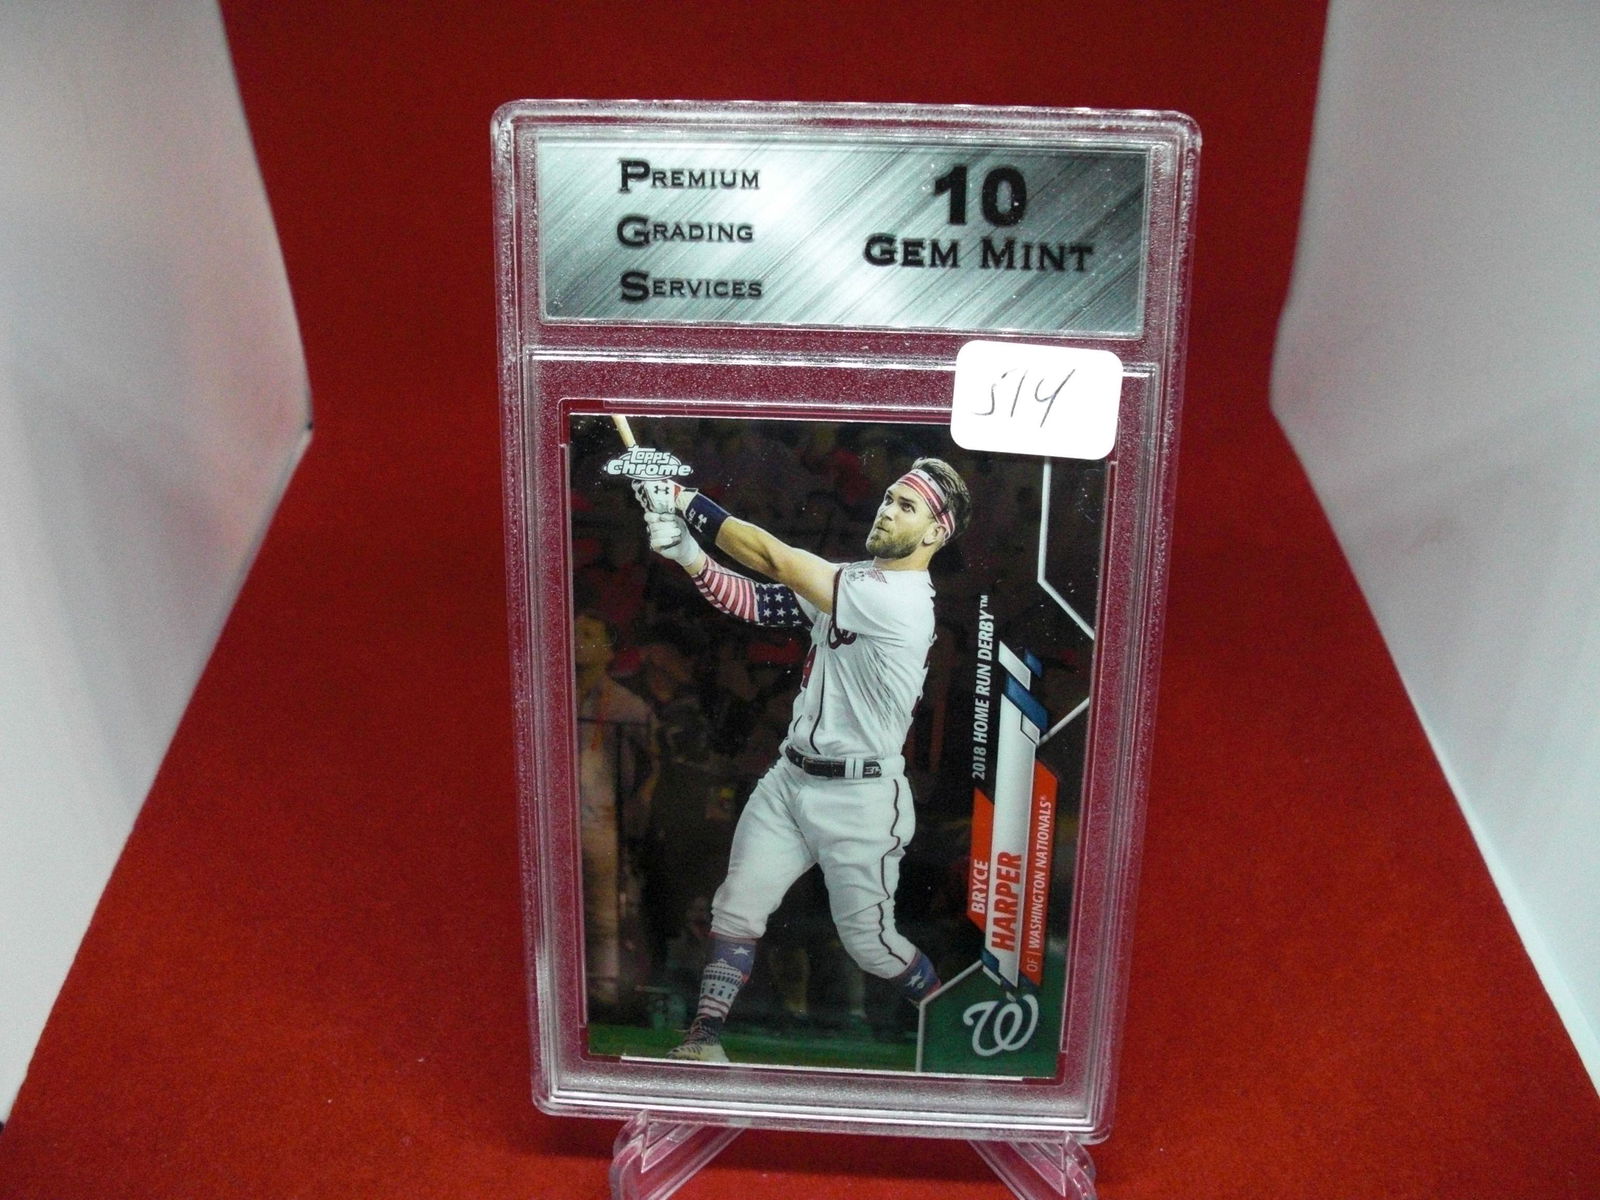 PREMIUM
GRADING
SERVICES
10
GEM MINT
514
Topps
Chrome
2018 HOME RUN DERBY™
BRYCE
HARPER
OF | WASHINGTON NATIONALS®
W